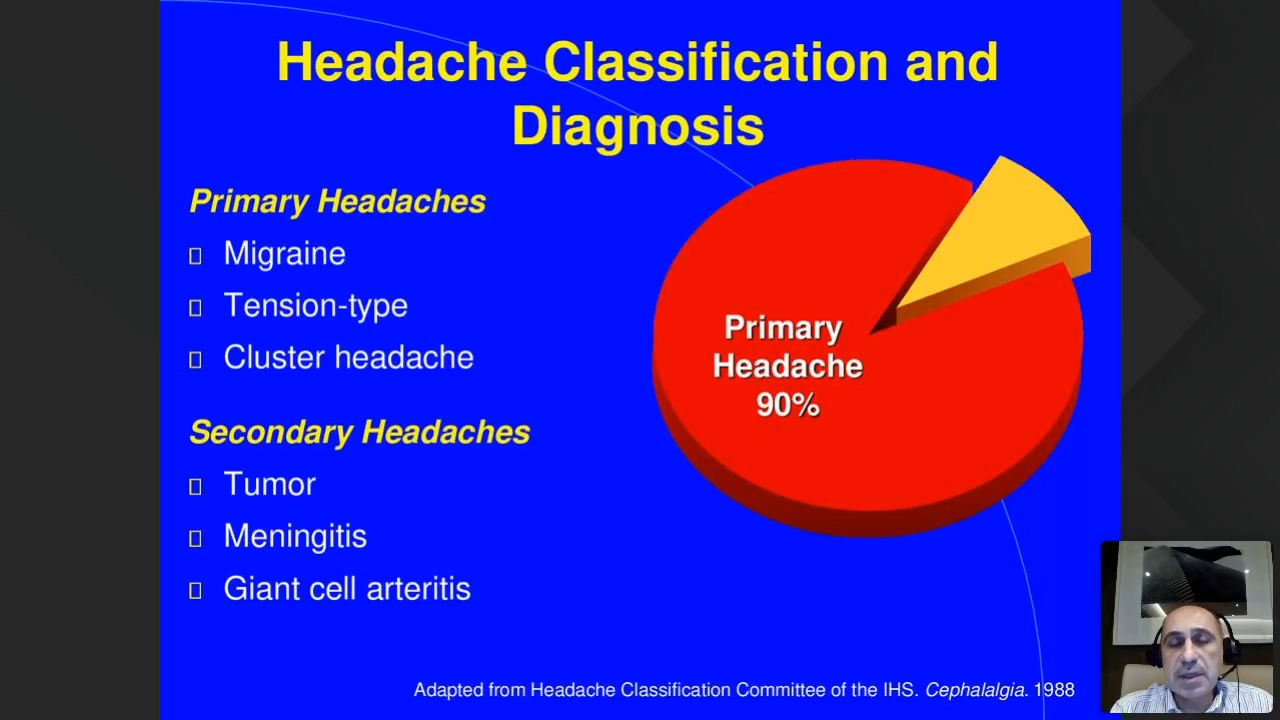 Headache Classification and
Diagnosis
Primary Headaches
Migraine
Tension-type
Cluster headache
Secondary Headaches
Tumor
Meningitis
Giant cell arteritis
Primary
Headache
90%
Adapted from Headache Classification Committee of the IHS. Cephalalgia. 1988